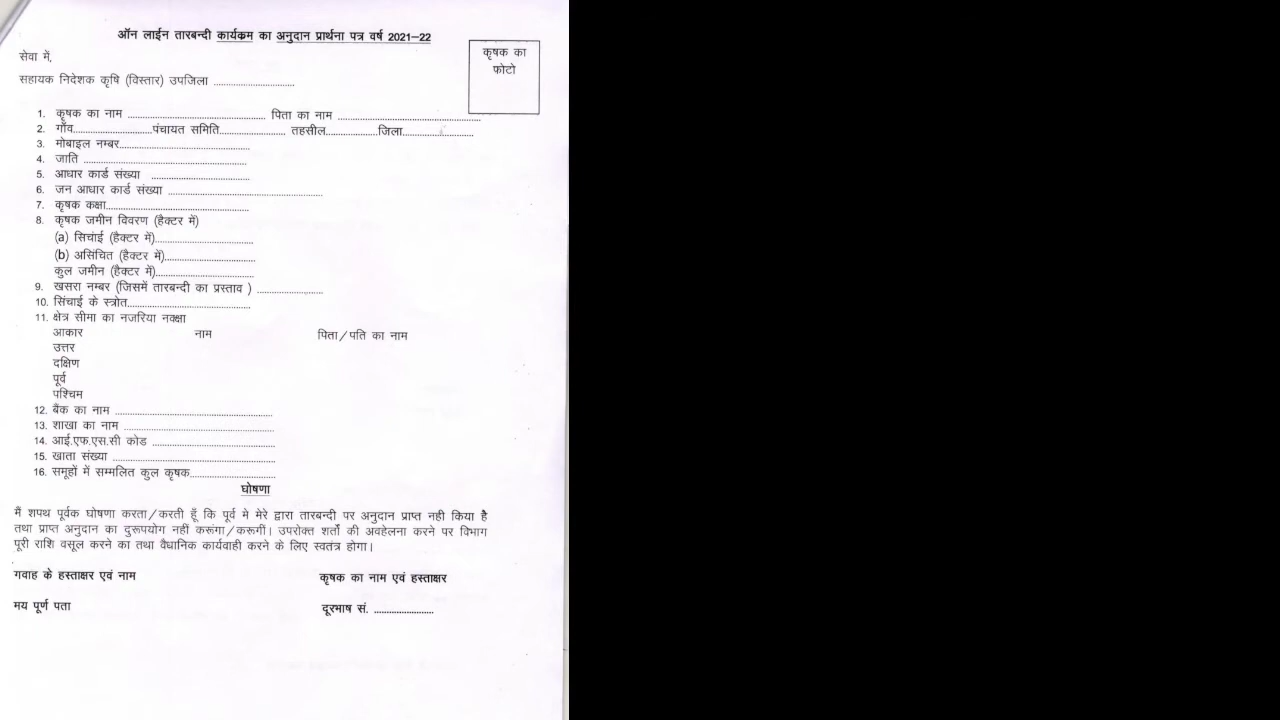 ऑन लाईन तारबन्दी कार्यक्रम का अनुदान प्रार्थना पत्र वर्ष 2021–22
कृषक का
फोटो
सेवा में,
सहायक निदेशक कृषि (विस्तार) उपजिला ................................
1. कृषक का नाम ................................................ पिता का नाम ................................................
2. गाँव............................पंचायत समिति........................ तहसील...................जिला.........................
3. मोबाइल नम्बर................................................
4. जाति ................................................
5. आधार कार्ड संख्या ................................
6. जन आधार कार्ड संख्या ................................................
7. कृषक कक्षा................................................
8. कृषक जमीन विवरण (हैक्टर में)
(a) सिचांई (हैक्टर में)................................
(b) असिंचित (हैक्टर में)................................
कुल जमीन (हैक्टर में)................................
9. खसरा नम्बर (जिसमें तारबन्दी का प्रस्ताव ) ........................
10. सिंचाई के स्त्रोत................................................
11. क्षेत्र सीमा का नजरिया नक्षा
आकार नाम पिता/पति का नाम
उत्तर
दक्षिण
पूर्व
पश्चिम
12. बैंक का नाम ................................................
13. शाखा का नाम ................................................
14. आई.एफ.एस.सी कोड ................................................
15. खाता संख्या ................................................
16. समूहों में सम्मलित कुल कृषक................................
घोषणा
मैं शपथ पूर्वक घोषणा करता/करती हूँ कि पूर्व मे मेरे द्वारा तारबन्दी पर अनुदान प्राप्त नही किया है
तथा प्राप्त अनुदान का दुरूपयोग नहीं करूंगा/करूगीं। उपरोक्त शर्तों की अवहेलना करने पर विभाग
पूरी राशि वसूल करने का तथा वैधानिक कार्यवाही करने के लिए स्वतंत्र होगा।
गवाह के हस्ताक्षर एवं नाम कृषक का नाम एवं हस्ताक्षर
मय पूर्ण पता दूरभाष सं. ........................